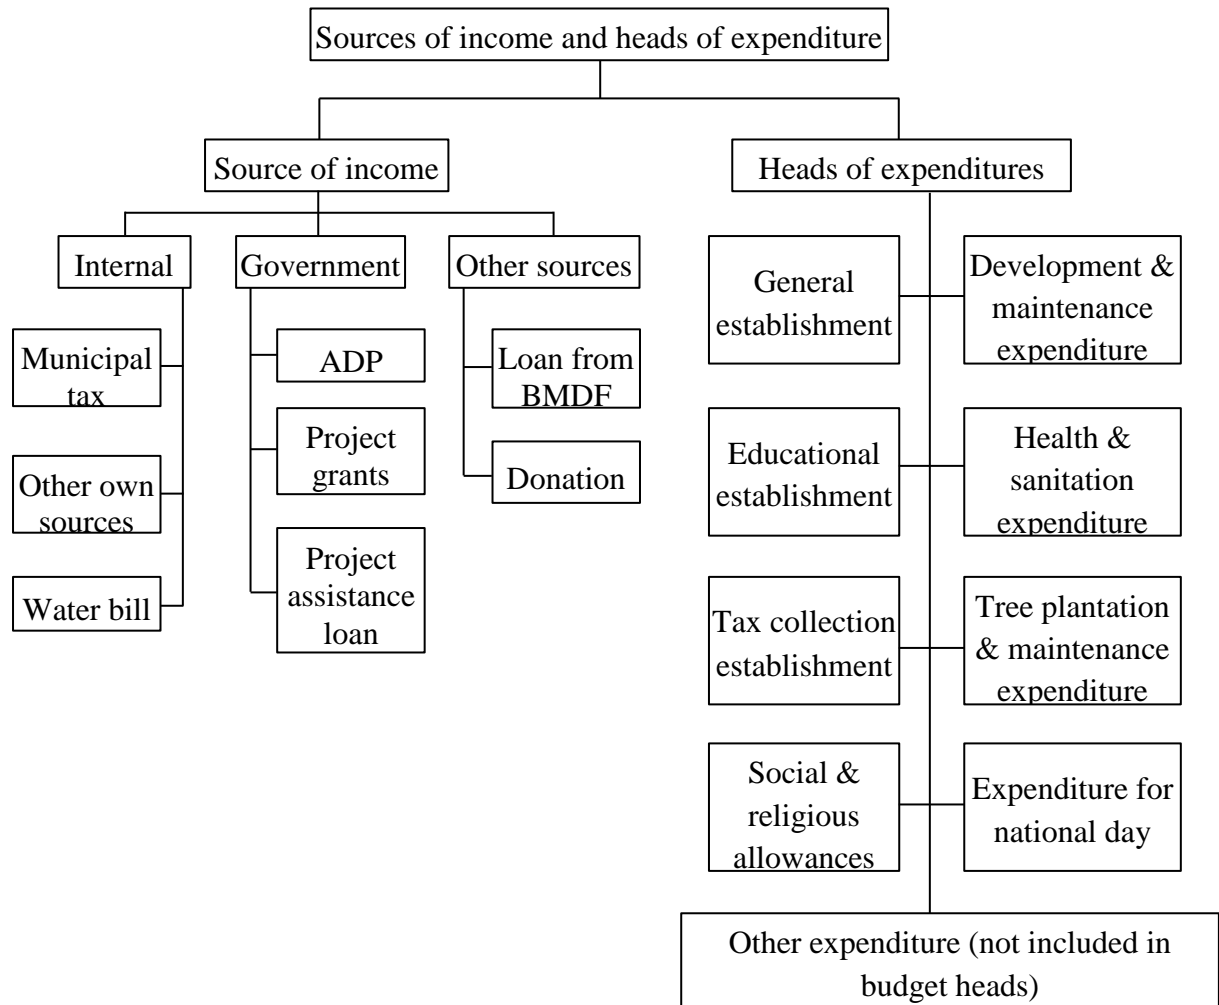 Sources of income and heads of expenditure
Source of income
Heads of expenditures
Internal
Government
Other sources
Municipal
tax
Other own
sources
Water bill
ADP
Project
grants
Project
assistance
loan
Loan from
BMDF
Donation
General
establishment
Development &
maintenance
expenditure
Educational
establishment
Health &
sanitation
expenditure
Tax collection
establishment
Tree plantation
& maintenance
expenditure
Social &
religious
allowances
Expenditure for
national day
Other expenditure (not included in
budget heads)